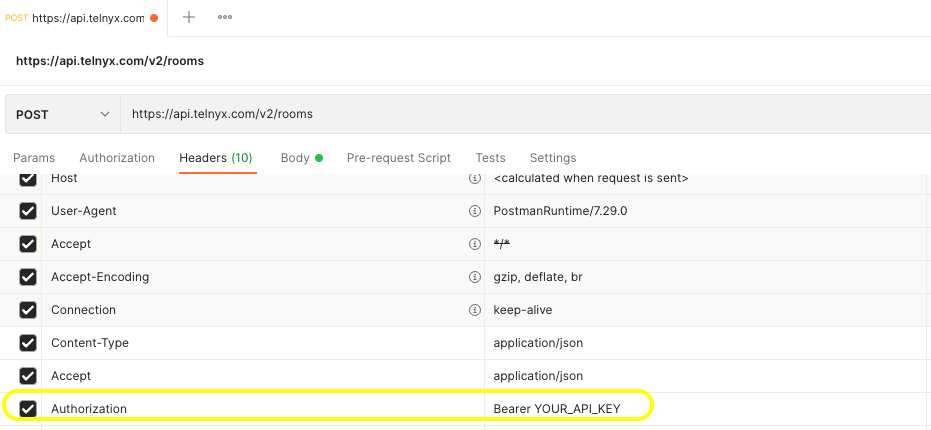 POST https://api.telnyx.com
https://api.telnyx.com/v2/rooms
POST https://api.telnyx.com/v2/rooms
Params Authorization Headers (10) Body Pre-request Script Tests Settings
Host <calculated when request is sent>
User-Agent PostmanRuntime/7.29.0
Accept */*
Accept-Encoding gzip, deflate, br
Connection keep-alive
Content-Type application/json
Accept application/json
Authorization Bearer YOUR_API_KEY